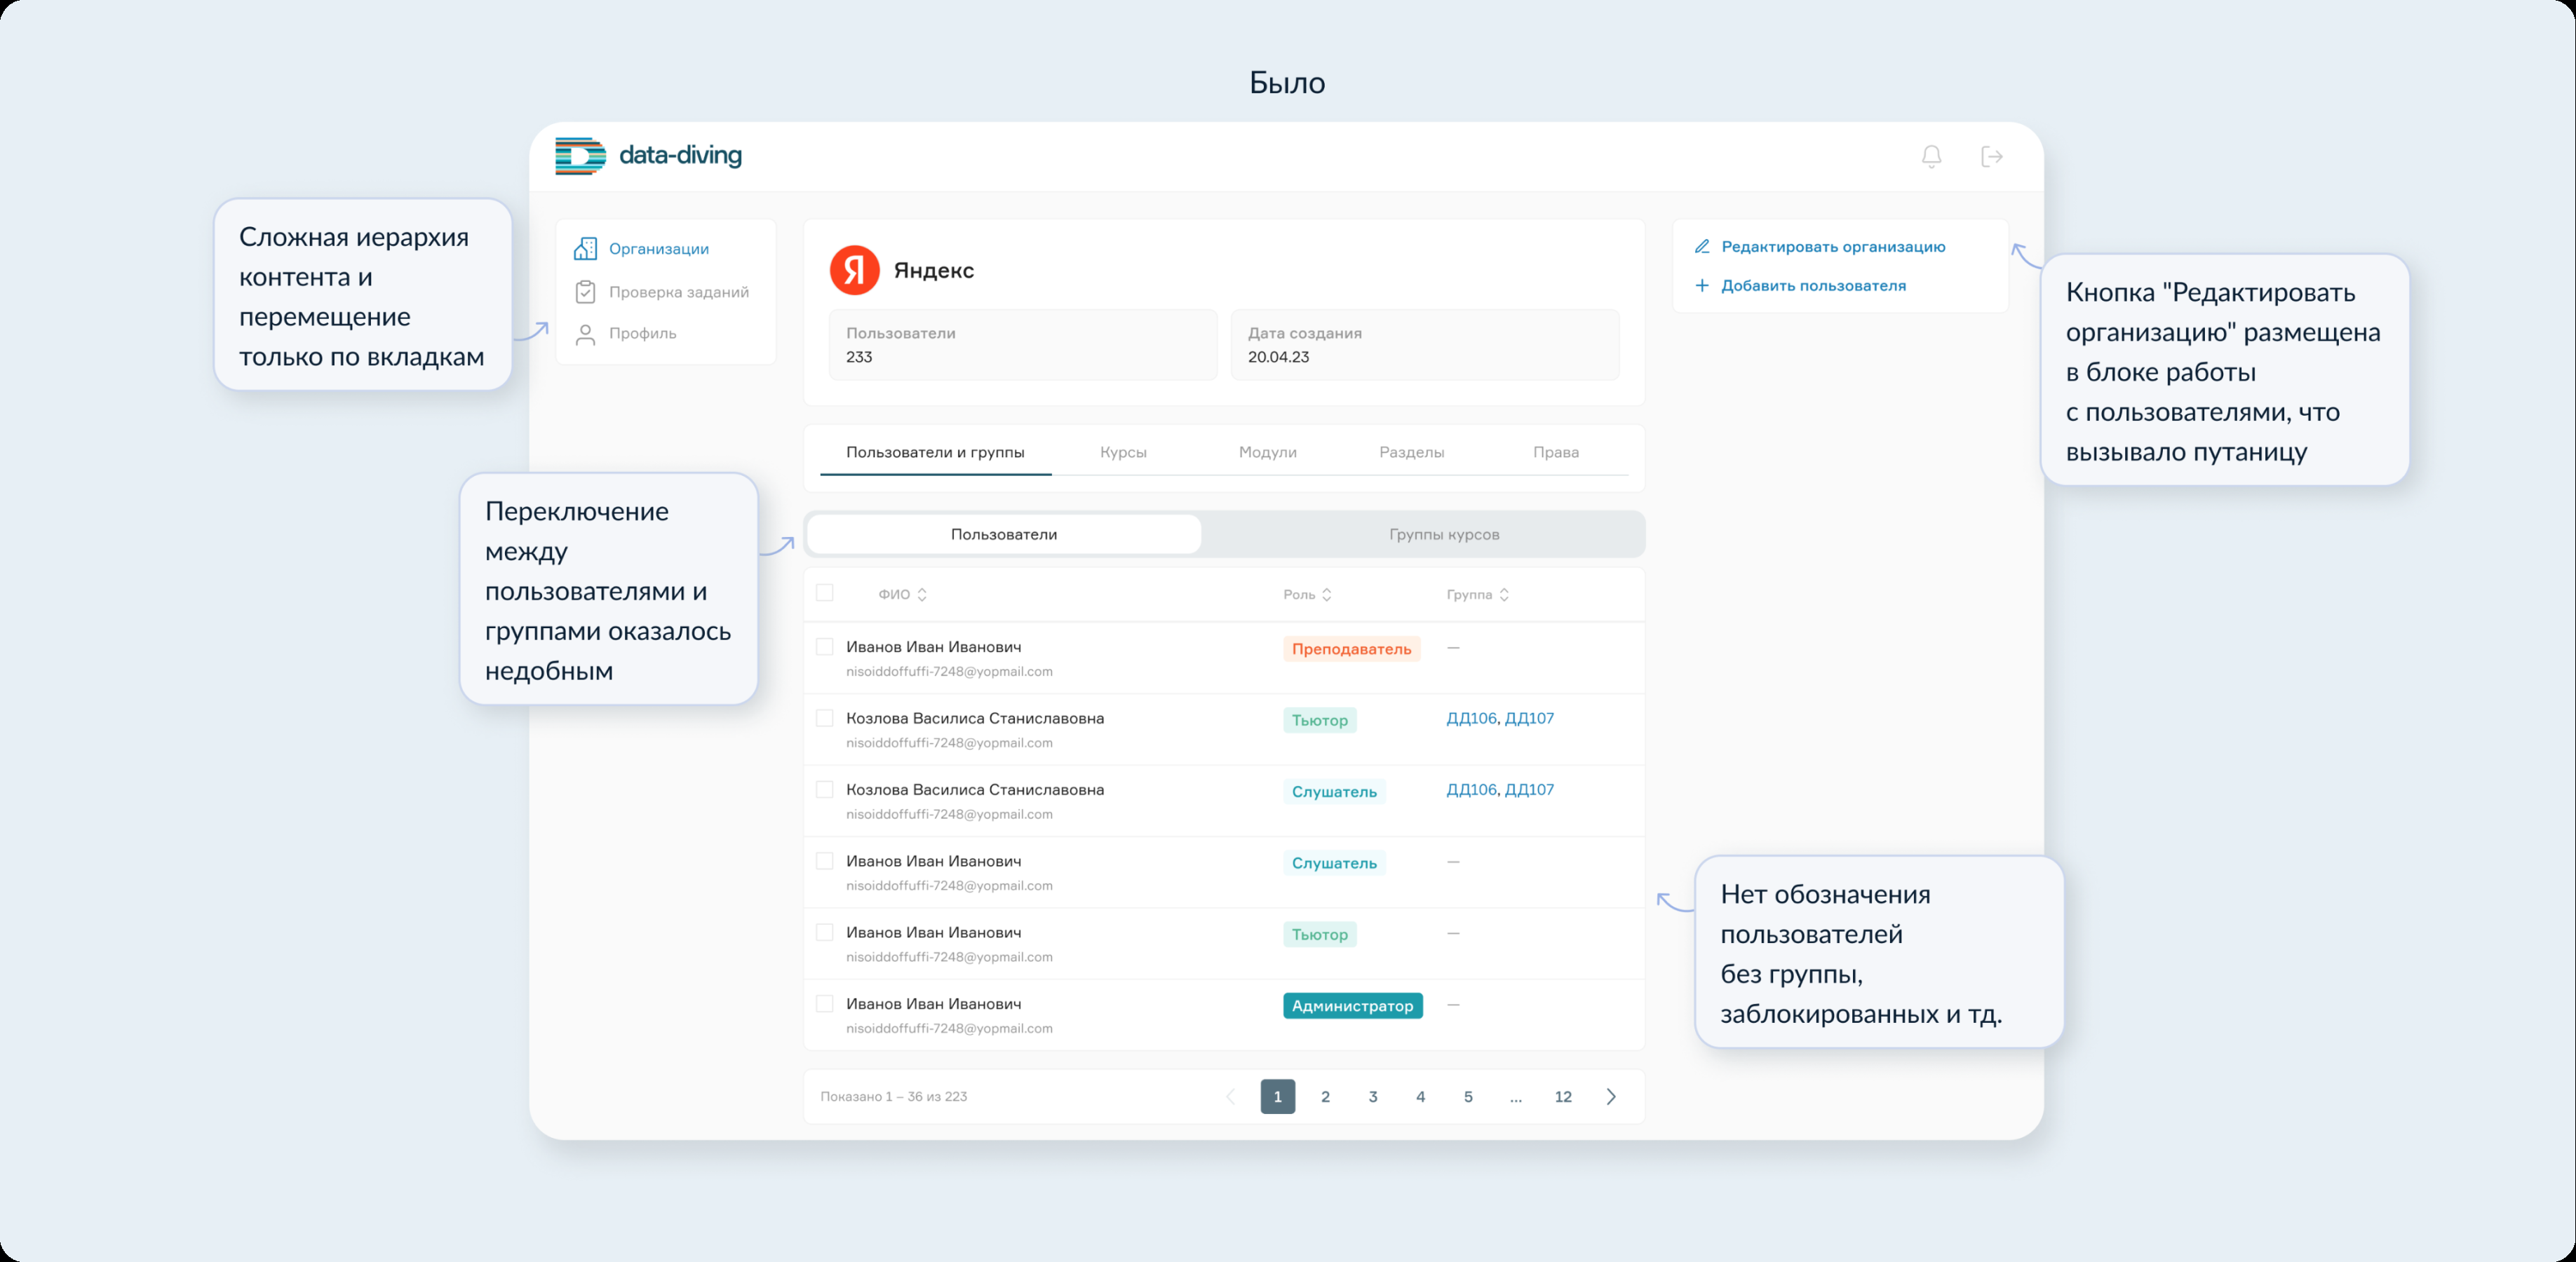 Было
data-diving
Сложная иерархия
контента и
перемещение
только по вкладкам
Организации
Проверка заданий
Профиль
Яндекс
Пользователи
233
Дата создания
20.04.23
Редактировать организацию
Добавить пользователя
Кнопка "Редактировать
организацию" размещена
в блоке работы
с пользователями, что
вызывало путаницу
Пользователи и группы
Курсы
Модули
Разделы
Права
Переключение
между
пользователями и
группами оказалось
недобным
Пользователи
Группы курсов
ФИО
Роль
Группа
Иванов Иван Иванович
nisoiddoffuffi-7248@yopmail.com
Преподаватель
—
Козлова Василиса Станиславовна
nisoiddoffuffi-7248@yopmail.com
Тьютор
ДД106, ДД107
Козлова Василиса Станиславовна
nisoiddoffuffi-7248@yopmail.com
Слушатель
ДД106, ДД107
Иванов Иван Иванович
nisoiddoffuffi-7248@yopmail.com
Слушатель
—
Иванов Иван Иванович
nisoiddoffuffi-7248@yopmail.com
Тьютор
—
Иванов Иван Иванович
nisoiddoffuffi-7248@yopmail.com
Администратор
—
Нет обозначения
пользователей
без группы,
заблокированных и тд.
Показано 1 – 36 из 223
1 2 3 4 5 ... 12